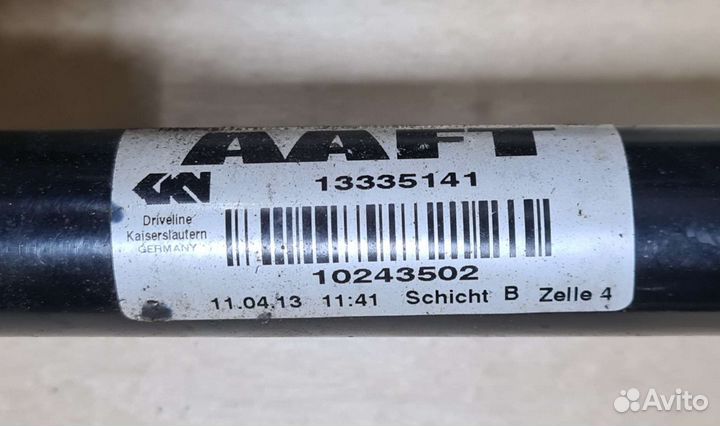 AAFT
13335141
GKN
Driveline
Kaiserslautern
GERMANY
10243502
11.04.13 11:41 Schicht B Zelle 4
Avito